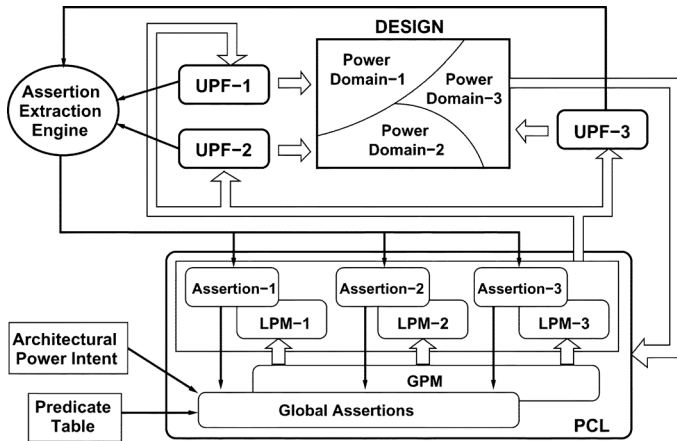 DESIGN
Assertion
Extraction
Engine
UPF-1
UPF-2
Power
Domain-1
Power
Domain-3
Power
Domain-2
UPF-3
Assertion-1
Assertion-2
Assertion-3
LPM-1
LPM-2
LPM-3
Architectural
Power Intent
GPM
Predicate
Table
Global Assertions
PCL